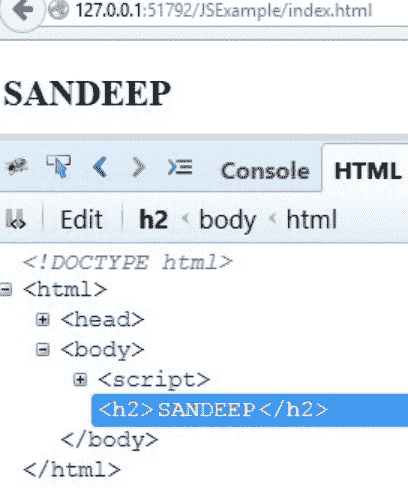 127.0.0.1:51792/JSExample/index.html
SANDEEP
Console HTML
Edit h2 body html
<!DOCTYPE html>
<html>
<head>
<body>
<script>
<h2>SANDEEP</h2>
</body>
</html>